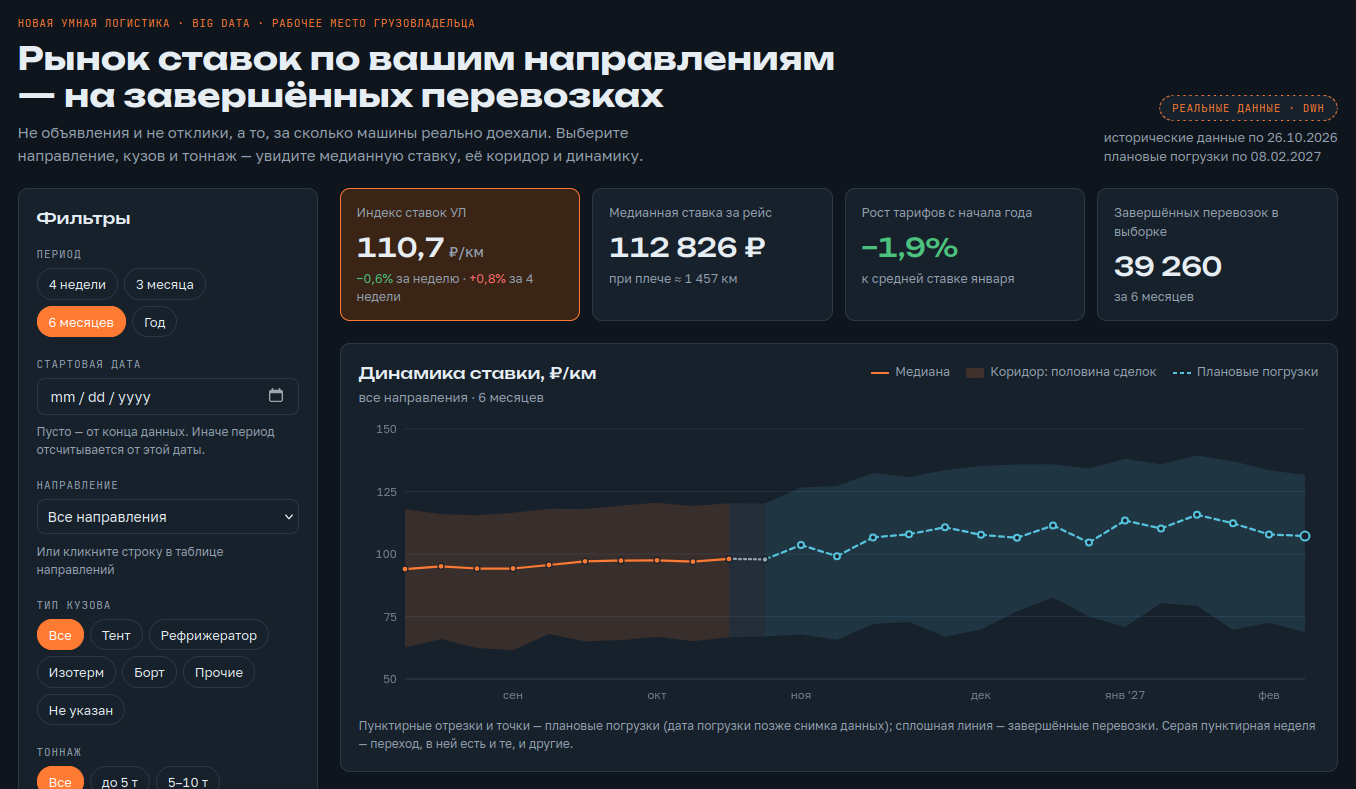 НОВАЯ УМНАЯ ЛОГИСТИКА · BIG DATA · РАБОЧЕЕ МЕСТО ГРУЗОВЛАДЕЛЬЦА
Рынок ставок по вашим направлениям
— на завершённых перевозках
Не объявления и не отклики, а то, за сколько машины реально доехали. Выберите
направление, кузов и тоннаж — увидите медианную ставку, её коридор и динамику.
РЕАЛЬНЫЕ ДАННЫЕ · DWH
исторические данные по 26.10.2026
плановые погрузки по 08.02.2027
Фильтры
ПЕРИОД
4 недели
3 месяца
6 месяцев
Год
СТАРТОВАЯ ДАТА
mm / dd / yyyy
Пусто — от конца данных. Иначе период
отсчитывается от этой даты.
НАПРАВЛЕНИЕ
Все направления
Или кликните строку в таблице
направлений
ТИП КУЗОВА
Все
Тент
Рефрижератор
Изотерм
Борт
Прочие
Не указан
ТОННАЖ
Все
до 5 т
5–10 т
Индекс ставок УЛ
110,7 ₽/км
−0,6% за неделю · +0,8% за 4
недели
Медианная ставка за рейс
112 826 ₽
при плече ≈ 1 457 км
Рост тарифов с начала года
−1,9%
к средней ставке января
Завершённых перевозок в
выборке
39 260
за 6 месяцев
Динамика ставки, ₽/км
все направления · 6 месяцев
Медиана
Коридор: половина сделок
Плановые погрузки
150
125
100
75
50
сен
окт
ноя
дек
янв '27
фев
Пунктирные отрезки и точки — плановые погрузки (дата погрузки позже снимка данных); сплошная линия — завершённые перевозки. Серая пунктирная неделя
— переход, в ней есть и те, и другие.